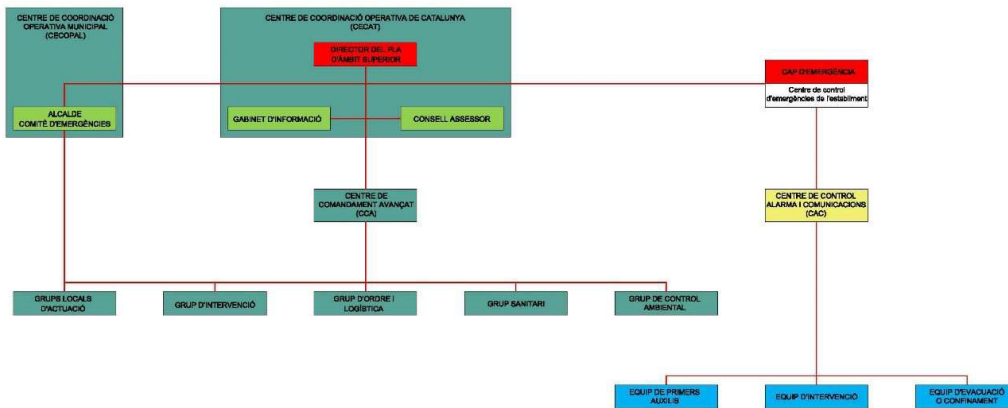 CENTRE DE COORDINACIÓ
OPERATIVA MUNICIPAL
(CECOPAL)
CENTRE DE COORDINACIÓ OPERATIVA DE CATALUNYA
(CECAT)
DIRECTOR DEL PLA
D'ÀMBIT SUPERIOR
CAP D'EMERGÈNCIA
Centre de control
d'emergències de l'establiment
ALCALDE
COMITÈ D'EMERGÈNCIES
GABINET D'INFORMACIÓ
CONSELL ASSESSOR
CENTRE DE
COMANDAMENT AVANÇAT
(CCA)
CENTRE DE CONTROL
ALARMA I COMUNICACIONS
(CAC)
GRUPS LOCALS
D'ACTUACIÓ
GRUP D'INTERVENCIÓ
GRUP D'ORDRE I
LOGÍSTICA
GRUP SANITARI
GRUP DE CONTROL
AMBIENTAL
EQUIP DE PRIMERS
AUXILIS
EQUIP D'INTERVENCIÓ
EQUIP D'EVACUACIÓ
O CONFINAMENT